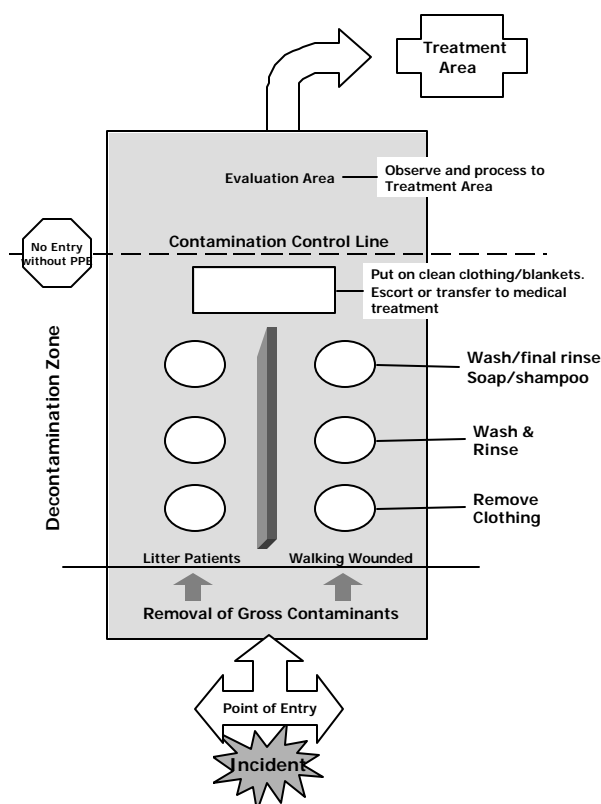 Treatment
Area
Evaluation Area
Observe and process to
Treatment Area
No Entry
without PPE
Contamination Control Line
Put on clean clothing/blankets.
Escort or transfer to medical
treatment
Decontamination Zone
Wash/final rinse
Soap/shampoo
Wash &
Rinse
Remove
Clothing
Litter Patients
Walking Wounded
Removal of Gross Contaminants
Point of Entry
Incident